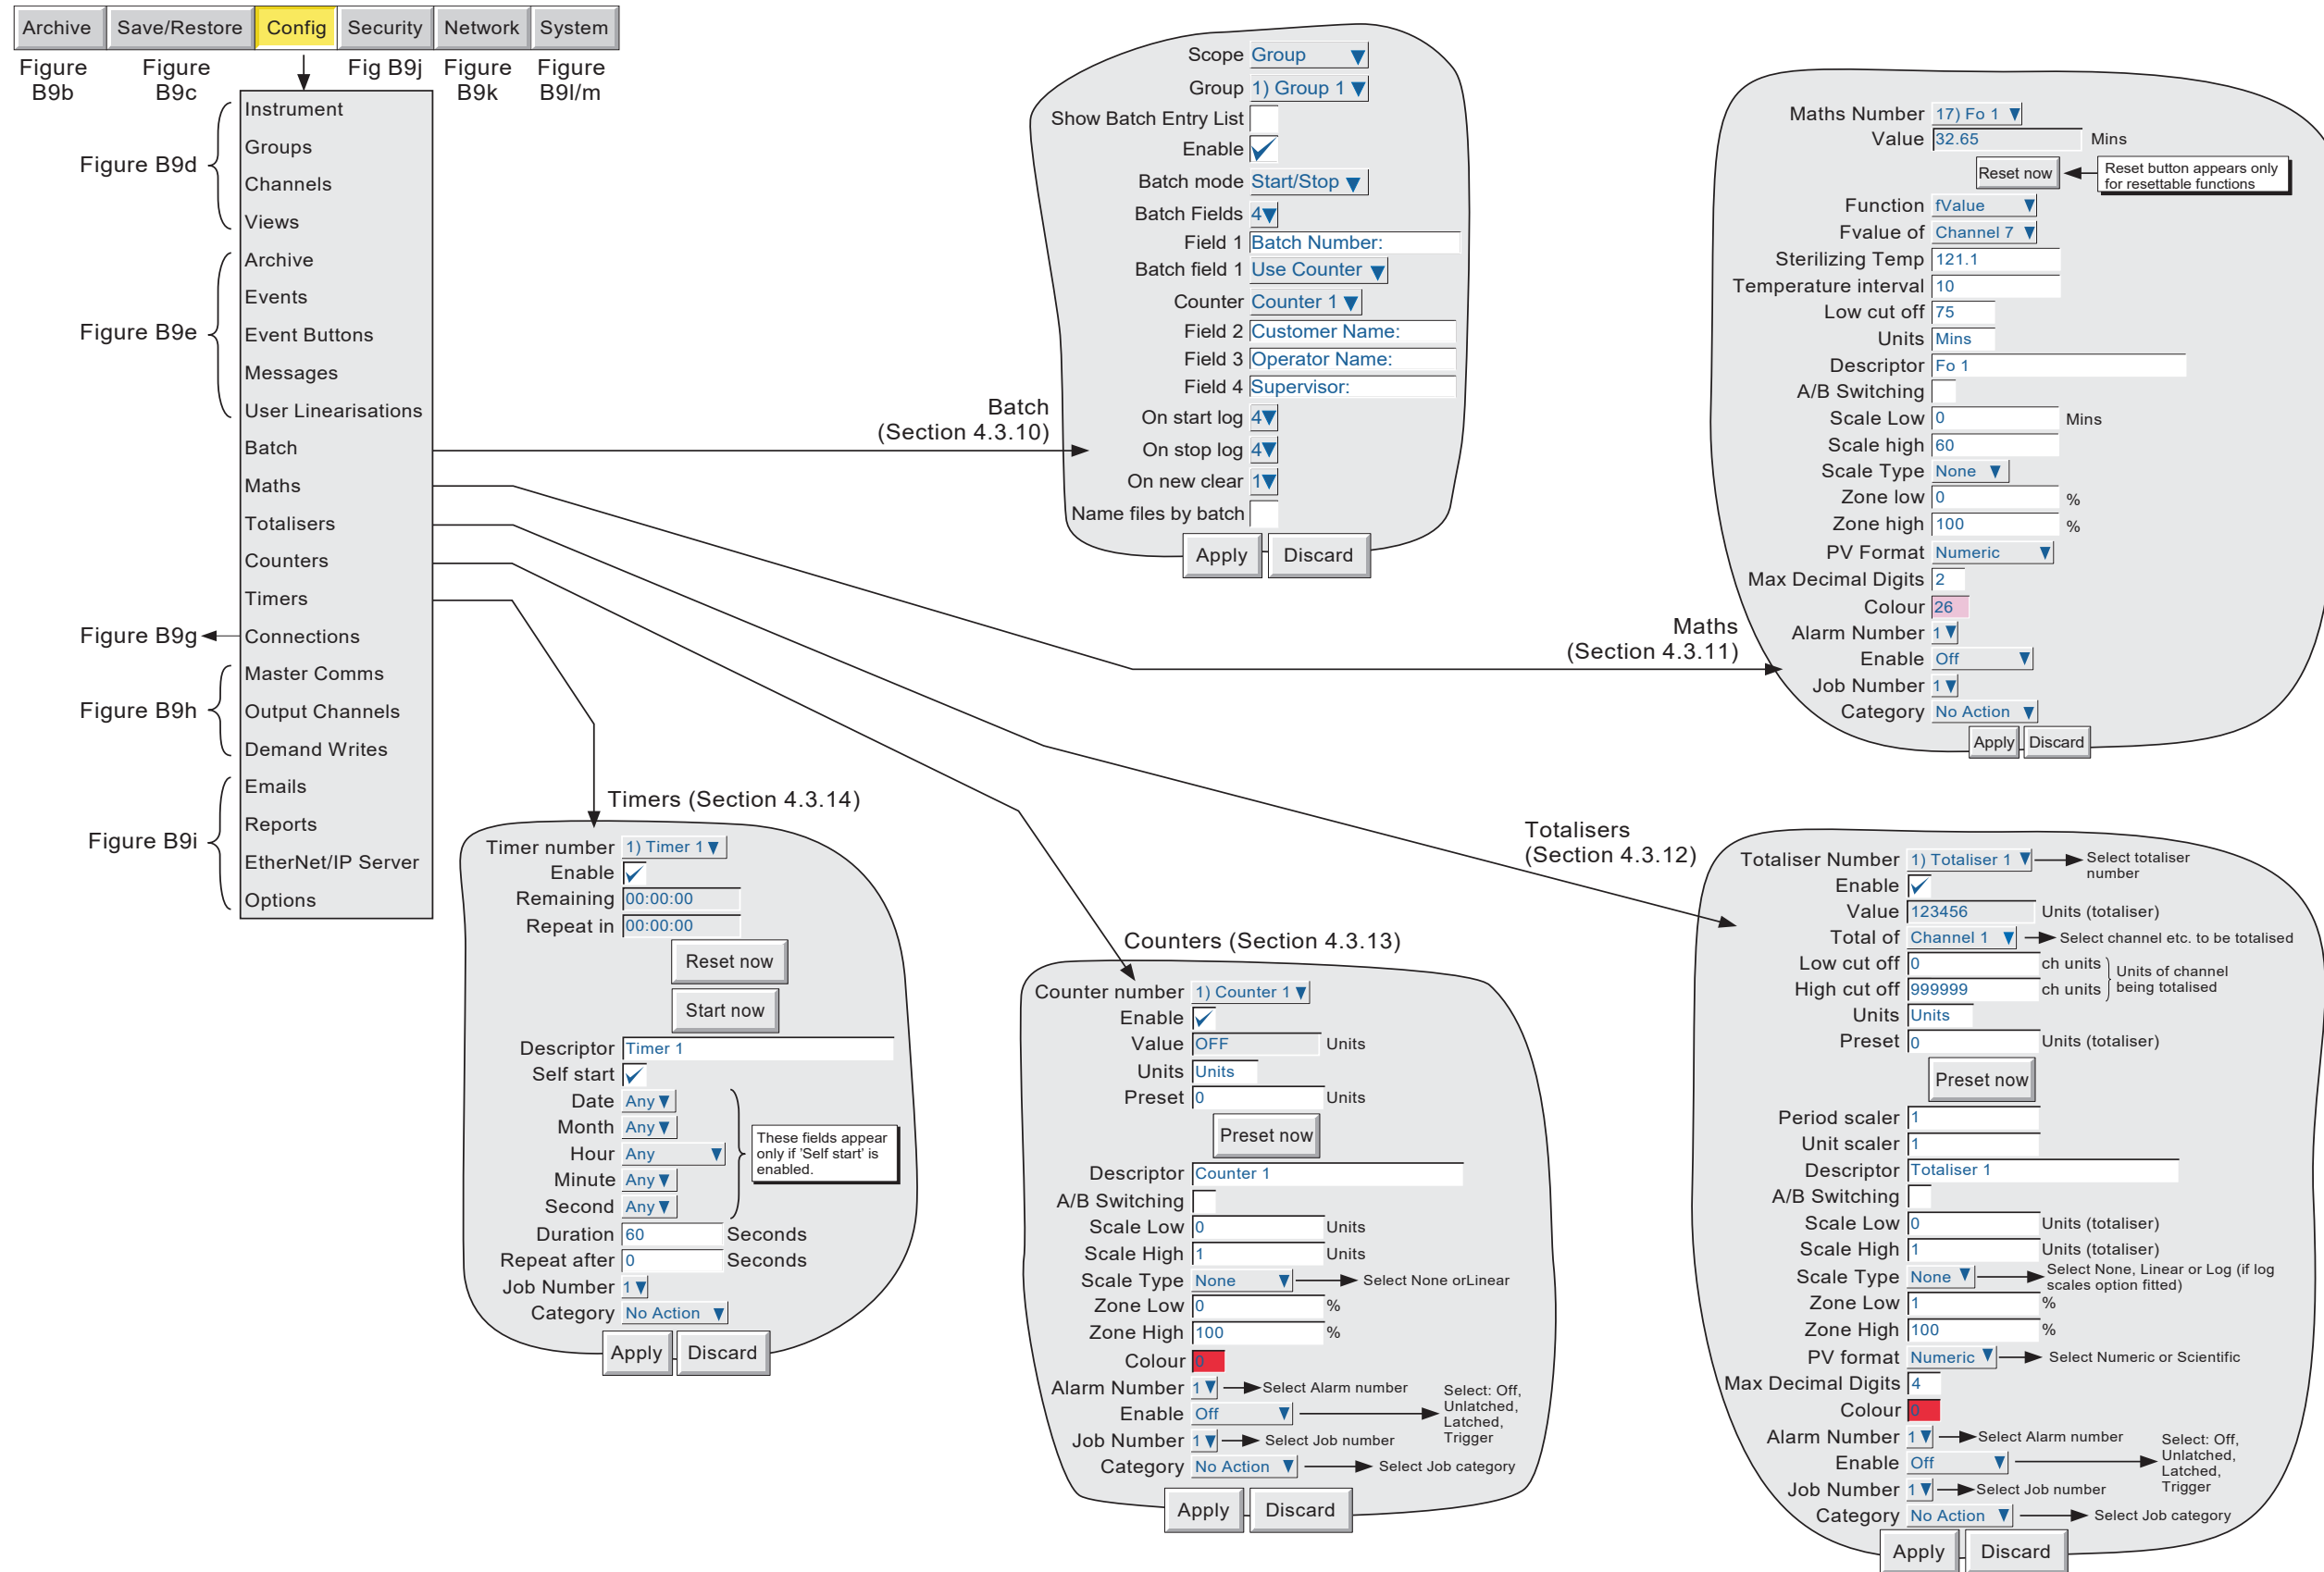 Archive Save/Restore Config Security Network System
Figure B9b
Figure B9c
Fig B9j
Figure B9k
Figure B9l/m
Instrument
Groups
Channels
Views
Archive
Events
Event Buttons
Messages
User Linearisations
Batch
Maths
Totalisers
Counters
Timers
Connections
Master Comms
Output Channels
Demand Writes
Emails
Reports
EtherNet/IP Server
Options
Figure B9d
Figure B9e
Figure B9g
Figure B9h
Figure B9i
Batch
(Section 4.3.10)
Scope Group
Group 1) Group 1
Show Batch Entry List
Enable
Batch mode Start/Stop
Batch Fields 4
Field 1 Batch Number:
Batch field 1 Use Counter
Counter Counter 1
Field 2 Customer Name:
Field 3 Operator Name:
Field 4 Supervisor:
On start log 4
On stop log 4
On new clear 1
Name files by batch
Apply Discard
Maths
(Section 4.3.11)
Maths Number 17) Fo 1
Value 32.65 Mins
Reset now
Reset button appears only
for resettable functions
Function fValue
Fvalue of Channel 7
Sterilizing Temp 121.1
Temperature interval 10
Low cut off 75
Units Mins
Descriptor Fo 1
A/B Switching
Scale Low 0 Mins
Scale high 60
Scale Type None
Zone low 0 %
Zone high 100 %
PV Format Numeric
Max Decimal Digits 2
Colour 26
Alarm Number 1
Enable Off
Job Number 1
Category No Action
Apply Discard
Timers (Section 4.3.14)
Timer number 1) Timer 1
Enable
Remaining 00:00:00
Repeat in 00:00:00
Reset now
Start now
Descriptor Timer 1
Self start
Date Any
Month Any
Hour Any
Minute Any
Second Any
These fields appear
only if 'Self start' is
enabled.
Duration 60 Seconds
Repeat after 0 Seconds
Job Number 1
Category No Action
Apply Discard
Counters (Section 4.3.13)
Counter number 1) Counter 1
Enable
Value OFF Units
Units Units
Preset 0 Units
Preset now
Descriptor Counter 1
A/B Switching
Scale Low 0 Units
Scale High 1 Units
Scale Type None Select None orLinear
Zone Low 0 %
Zone High 100 %
Colour 0
Alarm Number 1 Select Alarm number
Enable Off
Select: Off,
Unlatched,
Latched,
Trigger
Job Number 1 Select Job number
Category No Action Select Job category
Apply Discard
Totalisers
(Section 4.3.12)
Totaliser Number 1) Totaliser 1
Select totaliser
number
Enable
Value 123456 Units (totaliser)
Total of Channel 1 Select channel etc. to be totalised
Low cut off 0 ch units
High cut off 999999 ch units
Units of channel
being totalised
Units Units
Preset 0 Units (totaliser)
Preset now
Period scaler 1
Unit scaler 1
Descriptor Totaliser 1
A/B Switching
Scale Low 0 Units (totaliser)
Scale High 1 Units (totaliser)
Scale Type None
Select None, Linear or Log (if log
scales option fitted)
Zone Low 1 %
Zone High 100 %
PV format Numeric Select Numeric or Scientific
Max Decimal Digits 4
Colour 0
Alarm Number 1 Select Alarm number
Enable Off
Select: Off,
Unlatched,
Latched,
Trigger
Job Number 1 Select Job number
Category No Action Select Job category
Apply Discard